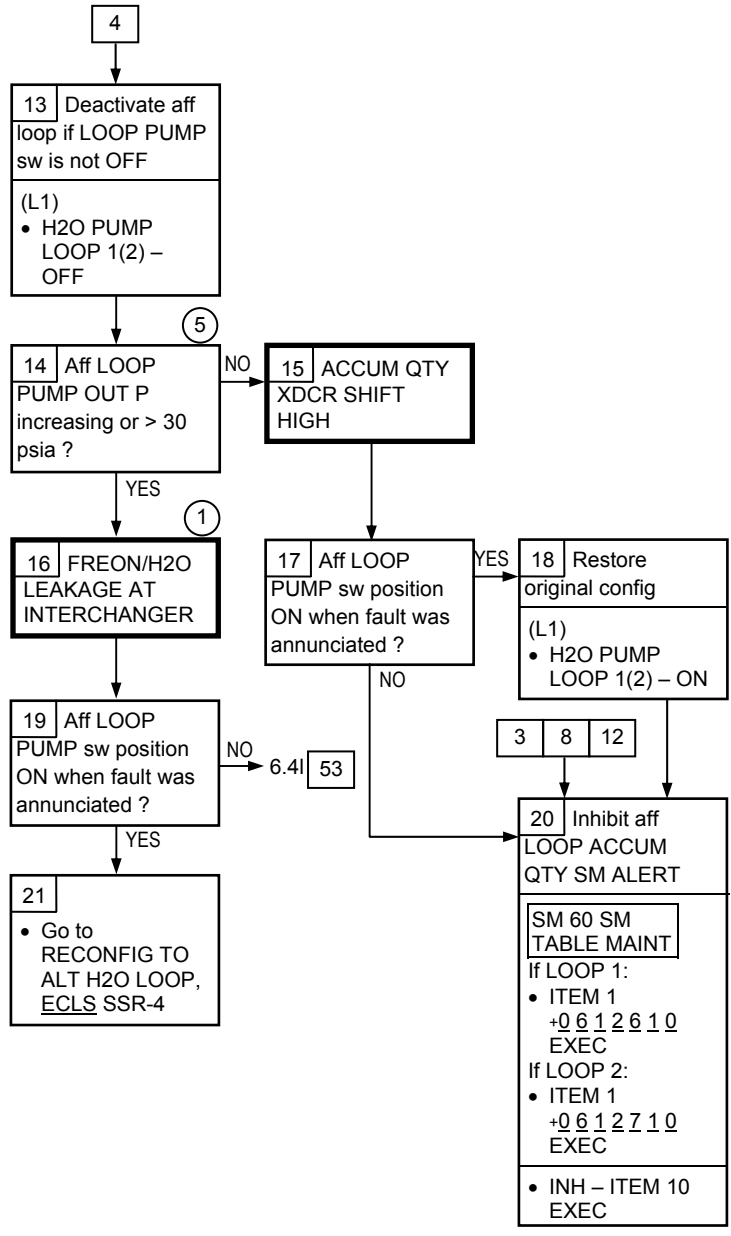 4
13 Deactivate aff
loop if LOOP PUMP
sw is not OFF
(L1)
• H2O PUMP
LOOP 1(2) –
OFF
5
14 Aff LOOP
PUMP OUT P
increasing or > 30
psia ?
NO
YES
15 ACCUM QTY
XDCR SHIFT
HIGH
1
16 FREON/H2O
LEAKAGE AT
INTERCHANGER
17 Aff LOOP
PUMP sw position
ON when fault was
annunciated ?
YES
NO
18 Restore
original config
(L1)
• H2O PUMP
LOOP 1(2) – ON
19 Aff LOOP
PUMP sw position
ON when fault was
annunciated ?
NO
6.4I 53
YES
3 8 12
20 Inhibit aff
LOOP ACCUM
QTY SM ALERT
SM 60 SM
TABLE MAINT
If LOOP 1:
• ITEM 1
+0 6 1 2 6 1 0
EXEC
If LOOP 2:
• ITEM 1
+0 6 1 2 7 1 0
EXEC
• INH – ITEM 10
EXEC
21
• Go to
RECONFIG TO
ALT H2O LOOP,
ECLS SSR-4